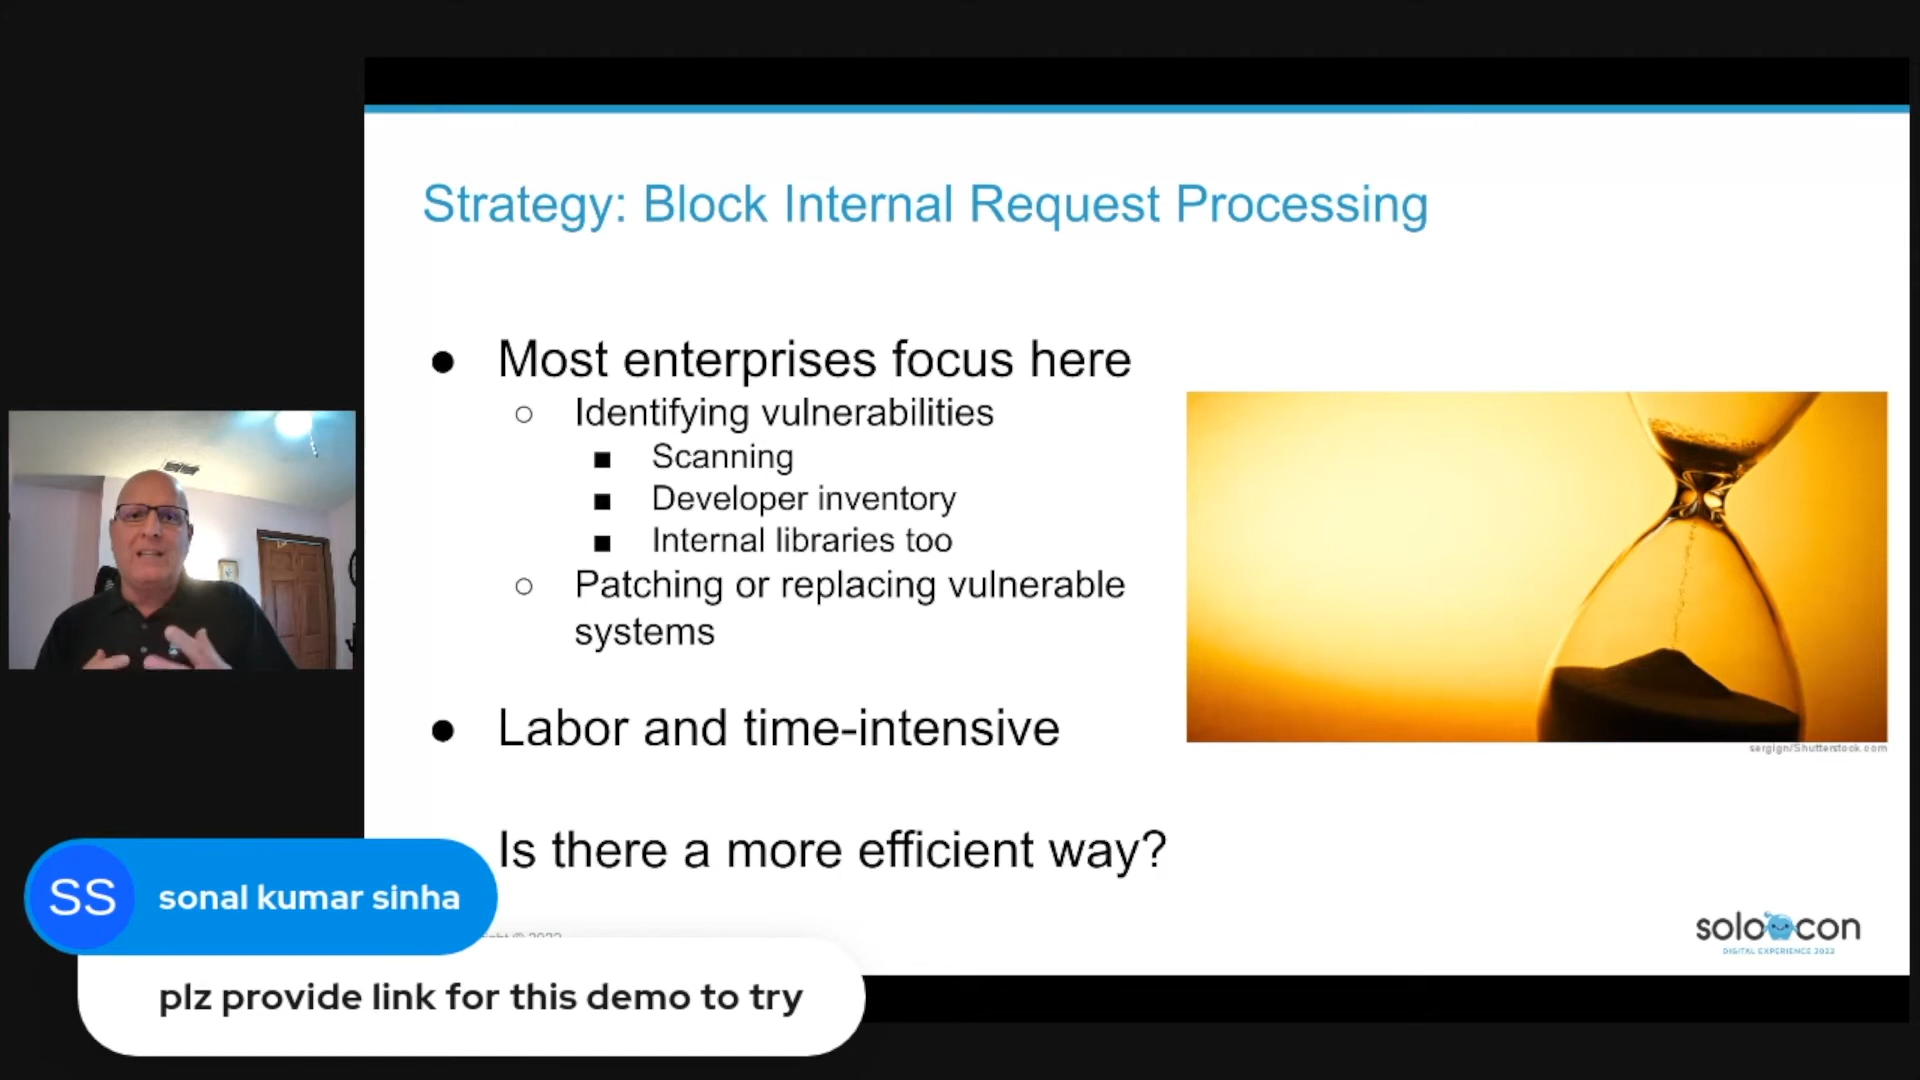 Strategy: Block Internal Request Processing
● Most enterprises focus here
○ Identifying vulnerabilities
■ Scanning
■ Developer inventory
■ Internal libraries too
○ Patching or replacing vulnerable
systems
● Labor and time-intensive
Is there a more efficient way?
sergign/Shutterstock.com
solo con
DIGITAL EXPERIENCE 2022
SS
sonal kumar sinha
plz provide link for this demo to try